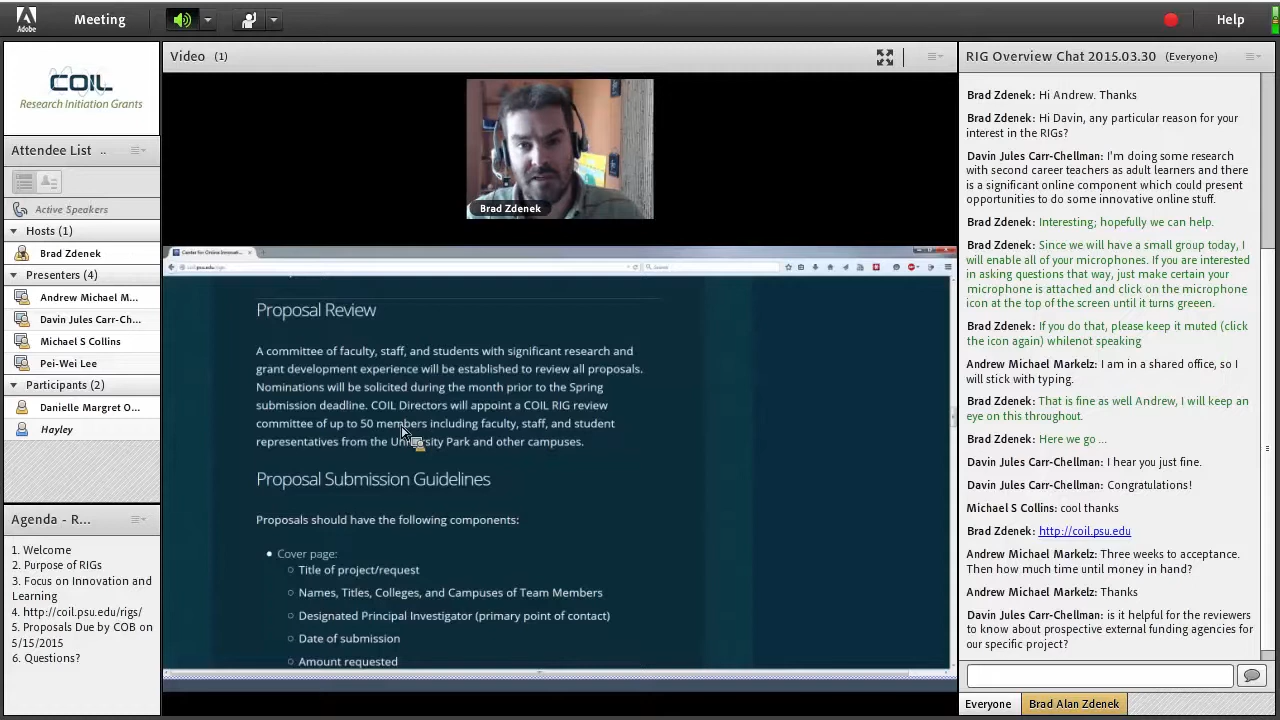 Adobe
Meeting
Help
COIL
Research Initiation Grants
Attendee List ..
Active Speakers
Hosts (1)
Brad Zdenek
Presenters (4)
Andrew Michael M...
Davin Jules Carr-Ch...
Michael S Collins
Pei-Wei Lee
Participants (2)
Danielle Margret O...
Hayley
Agenda - R...
1. Welcome
2. Purpose of RIGs
3. Focus on Innovation and
Learning
4. http://coil.psu.edu/rigs/
5. Proposals Due by COB on
5/15/2015
6. Questions?
Video (1)
Brad Zdenek
Center for Online Innovati...
coil.psu.edu/rigs/
Search
Proposal Review
A committee of faculty, staff, and students with significant research and
grant development experience will be established to review all proposals.
Nominations will be solicited during the month prior to the Spring
submission deadline. COIL Directors will appoint a COIL RIG review
committee of up to 50 members including faculty, staff, and student
representatives from the University Park and other campuses.
Proposal Submission Guidelines
Proposals should have the following components:
Cover page:
Title of project/request
Names, Titles, Colleges, and Campuses of Team Members
Designated Principal Investigator (primary point of contact)
Date of submission
Amount requested
RIG Overview Chat 2015.03.30 (Everyone)
Brad Zdenek: Hi Andrew. Thanks
Brad Zdenek: Hi Davin, any particular reason for your
interest in the RIGs?
Davin Jules Carr-Chellman: I'm doing some research
with second career teachers as adult learners and there
is a significant online component which could present
opportunities to do some innovative online stuff.
Brad Zdenek: Interesting; hopefully we can help.
Brad Zdenek: Since we will have a small group today, I
will enable all of your microphones. If you are interested
in asking questions that way, just make certain your
microphone is attached and click on the microphone
icon at the top of the screen until it turns greeen.
Brad Zdenek: If you do that, please keep it muted (click
the icon again) whilenot speaking
Andrew Michael Markelz: I am in a shared office, so I
will stick with typing.
Brad Zdenek: That is fine as well Andrew, I will keep an
eye on this throughout.
Brad Zdenek: Here we go ...
Davin Jules Carr-Chellman: I hear you just fine.
Davin Jules Carr-Chellman: Congratulations!
Michael S Collins: cool thanks
Brad Zdenek: http://coil.psu.edu
Andrew Michael Markelz: Three weeks to acceptance.
Then how much time until money in hand?
Andrew Michael Markelz: Thanks
Davin Jules Carr-Chellman: is it helpful for the reviewers
to know about prospective external funding agencies for
our specific project?
Everyone
Brad Alan Zdenek